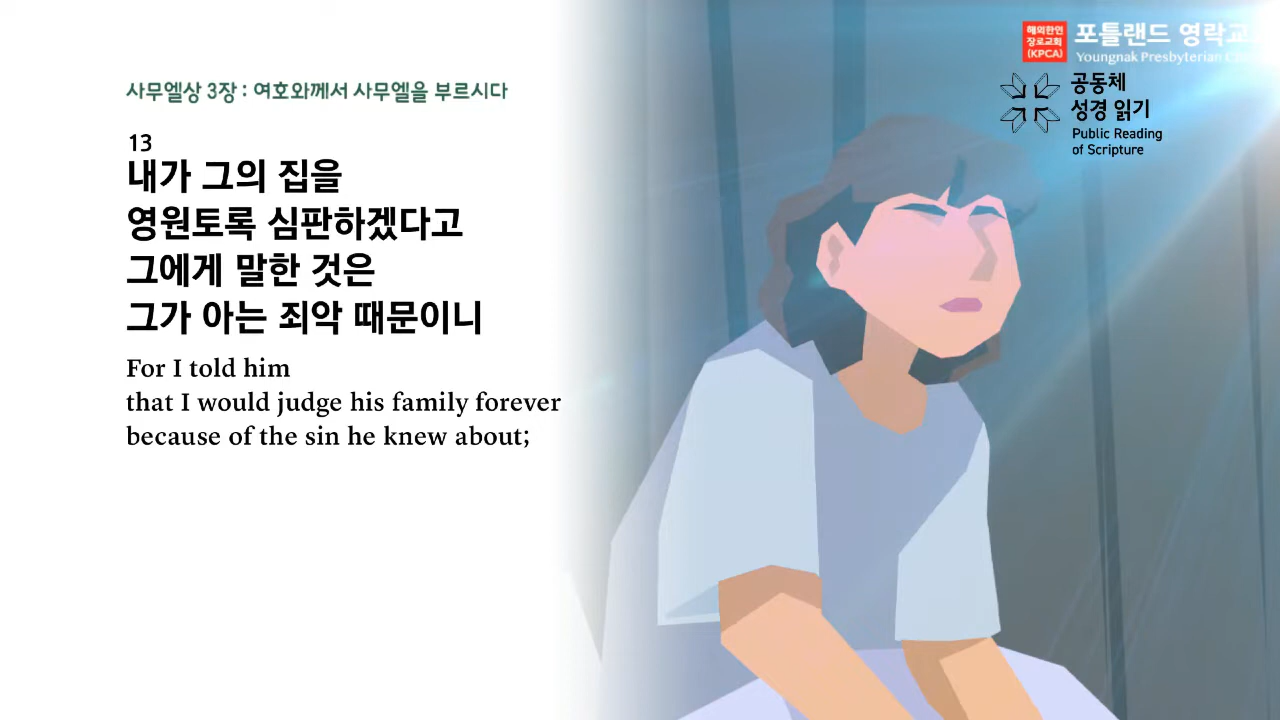 사무엘상 3장 : 여호와께서 사무엘을 부르시다
13
내가 그의 집을
영원토록 심판하겠다고
그에게 말한 것은
그가 아는 죄악 때문이니
For I told him
that I would judge his family forever
because of the sin he knew about;
해외한인
장로교회
(KPCA)
포틀랜드 영락교
Youngnak Presbyterian
공동체
성경 읽기
Public Reading
of Scripture